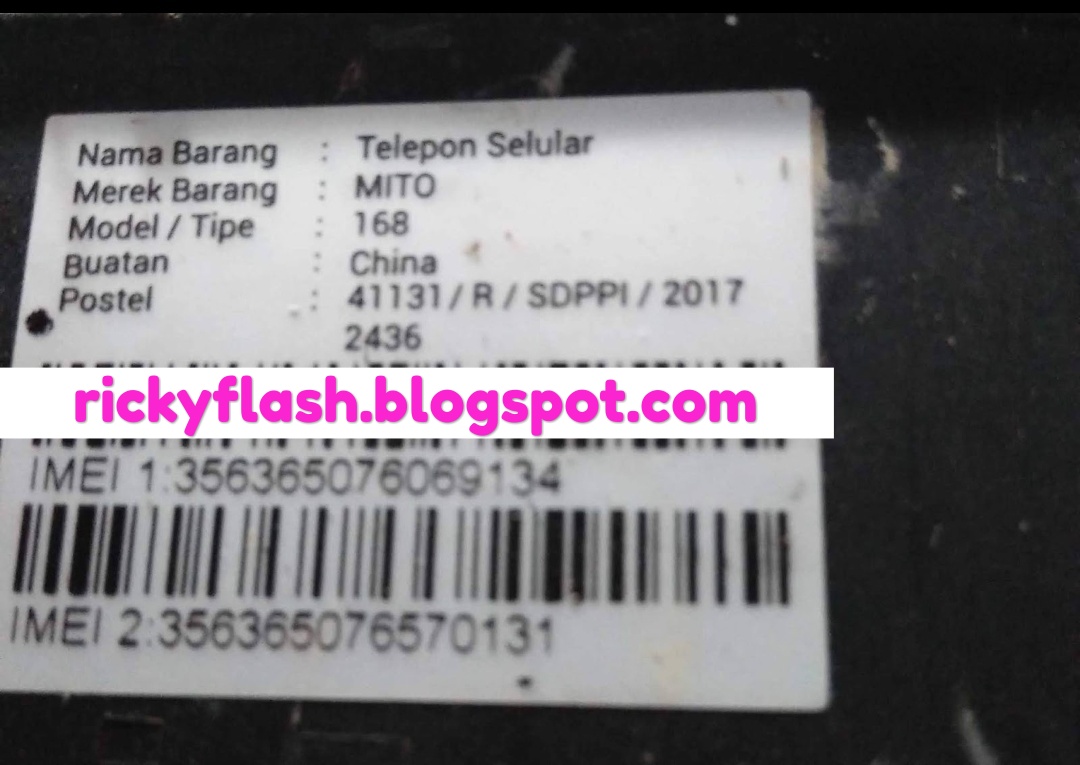 Nama Barang : Telepon Selular
Merek Barang : MITO
Model / Tipe : 168
Buatan : China
Postel : 41131 / R / SDPPI / 2017
2436
rickyflash.blogspot.com
IMEI 1:356365076069134
IMEI 2:356365076570131